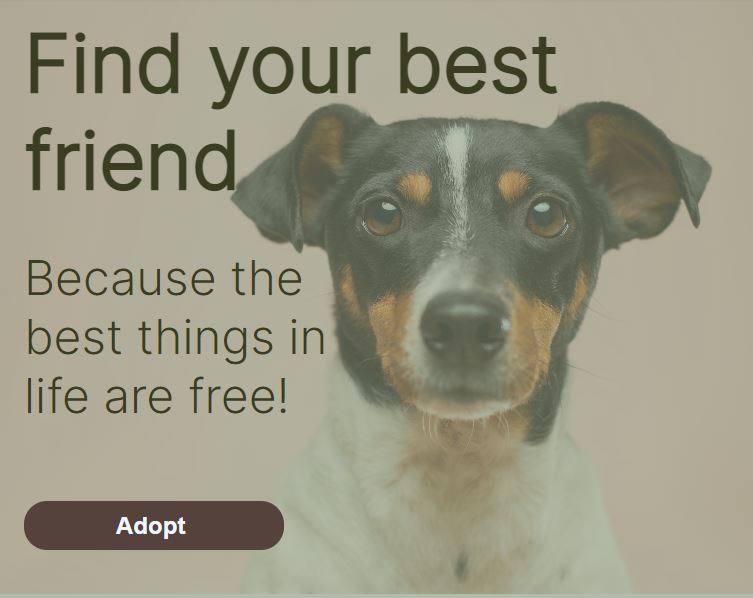 Find your best
friend
Because the
best things in
life are free!
Adopt